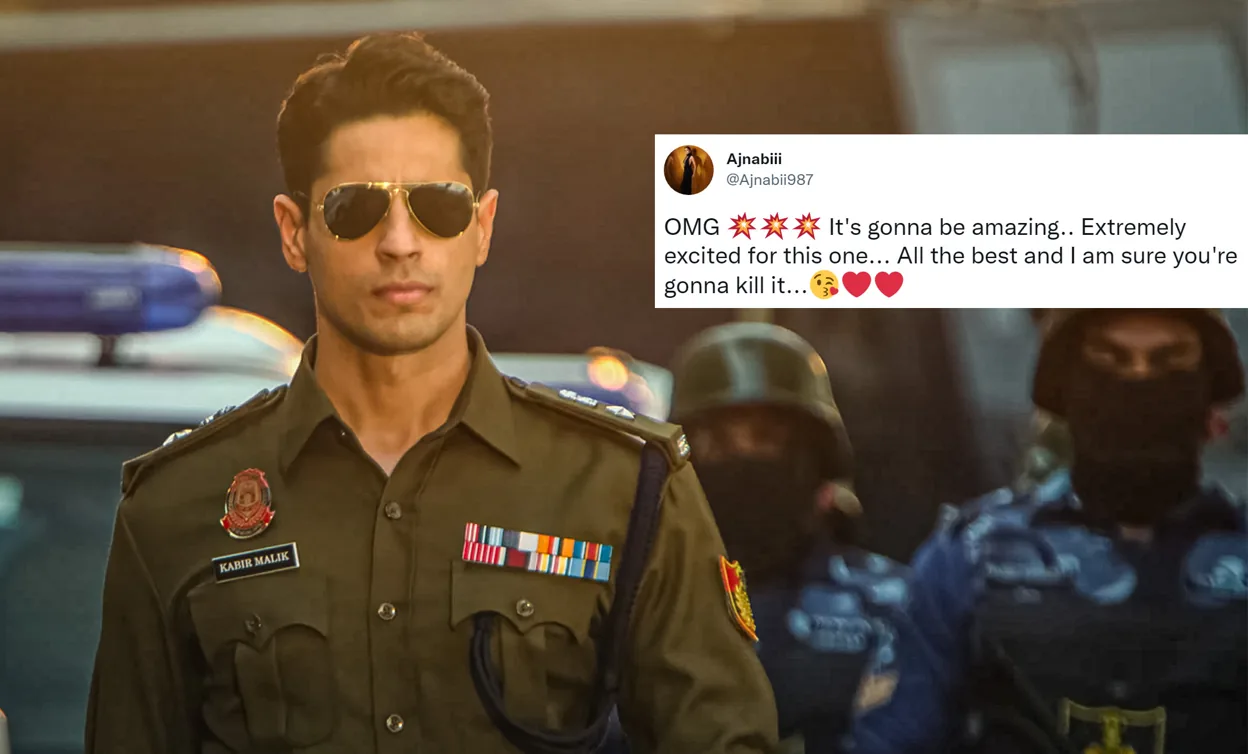 Ajnabiii
@Ajnabii987
OMG 💥💥💥 It's gonna be amazing.. Extremely
excited for this one... All the best and I am sure you're
gonna kill it...😘❤️❤️
KABIR MALIK